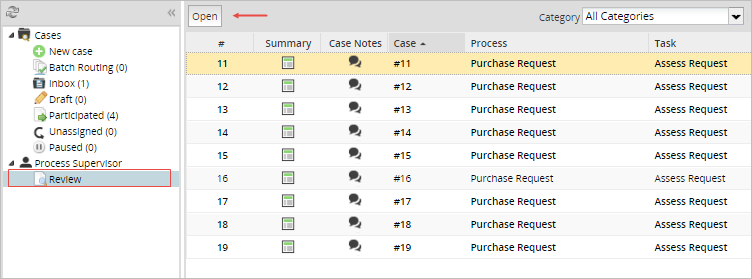 Open
Category All Categories
Cases
New case
Batch Routing (0)
Inbox (1)
Draft (0)
Participated (4)
Unassigned (0)
Paused (0)
Process Supervisor
Review
# Summary Case Notes Case Process Task
11 #11 Purchase Request Assess Request
12 #12 Purchase Request Assess Request
13 #13 Purchase Request Assess Request
14 #14 Purchase Request Assess Request
15 #15 Purchase Request Assess Request
16 #16 Purchase Request Assess Request
17 #17 Purchase Request Assess Request
18 #18 Purchase Request Assess Request
19 #19 Purchase Request Assess Request